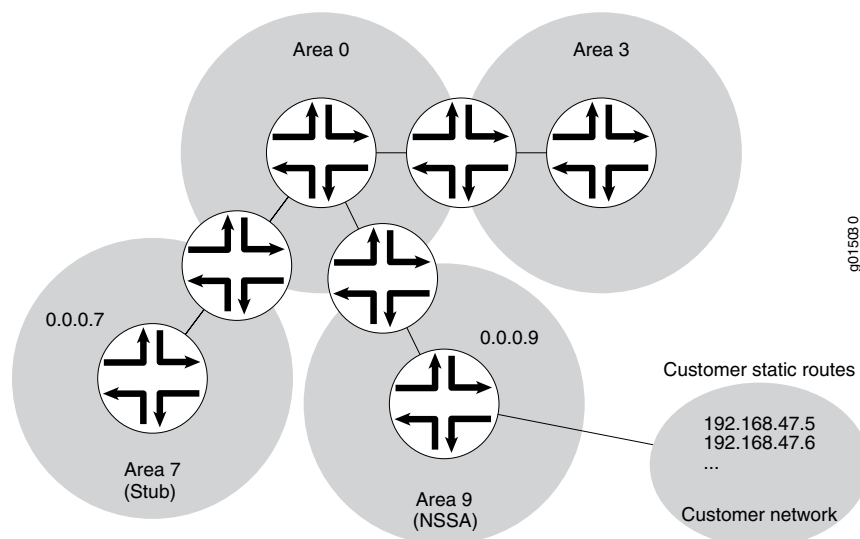 Area 0
Area 3
g015030
0.0.0.7
0.0.0.9
Customer static routes
192.168.47.5
192.168.47.6
...
Area 7
(Stub)
Area 9
(NSSA)
Customer network